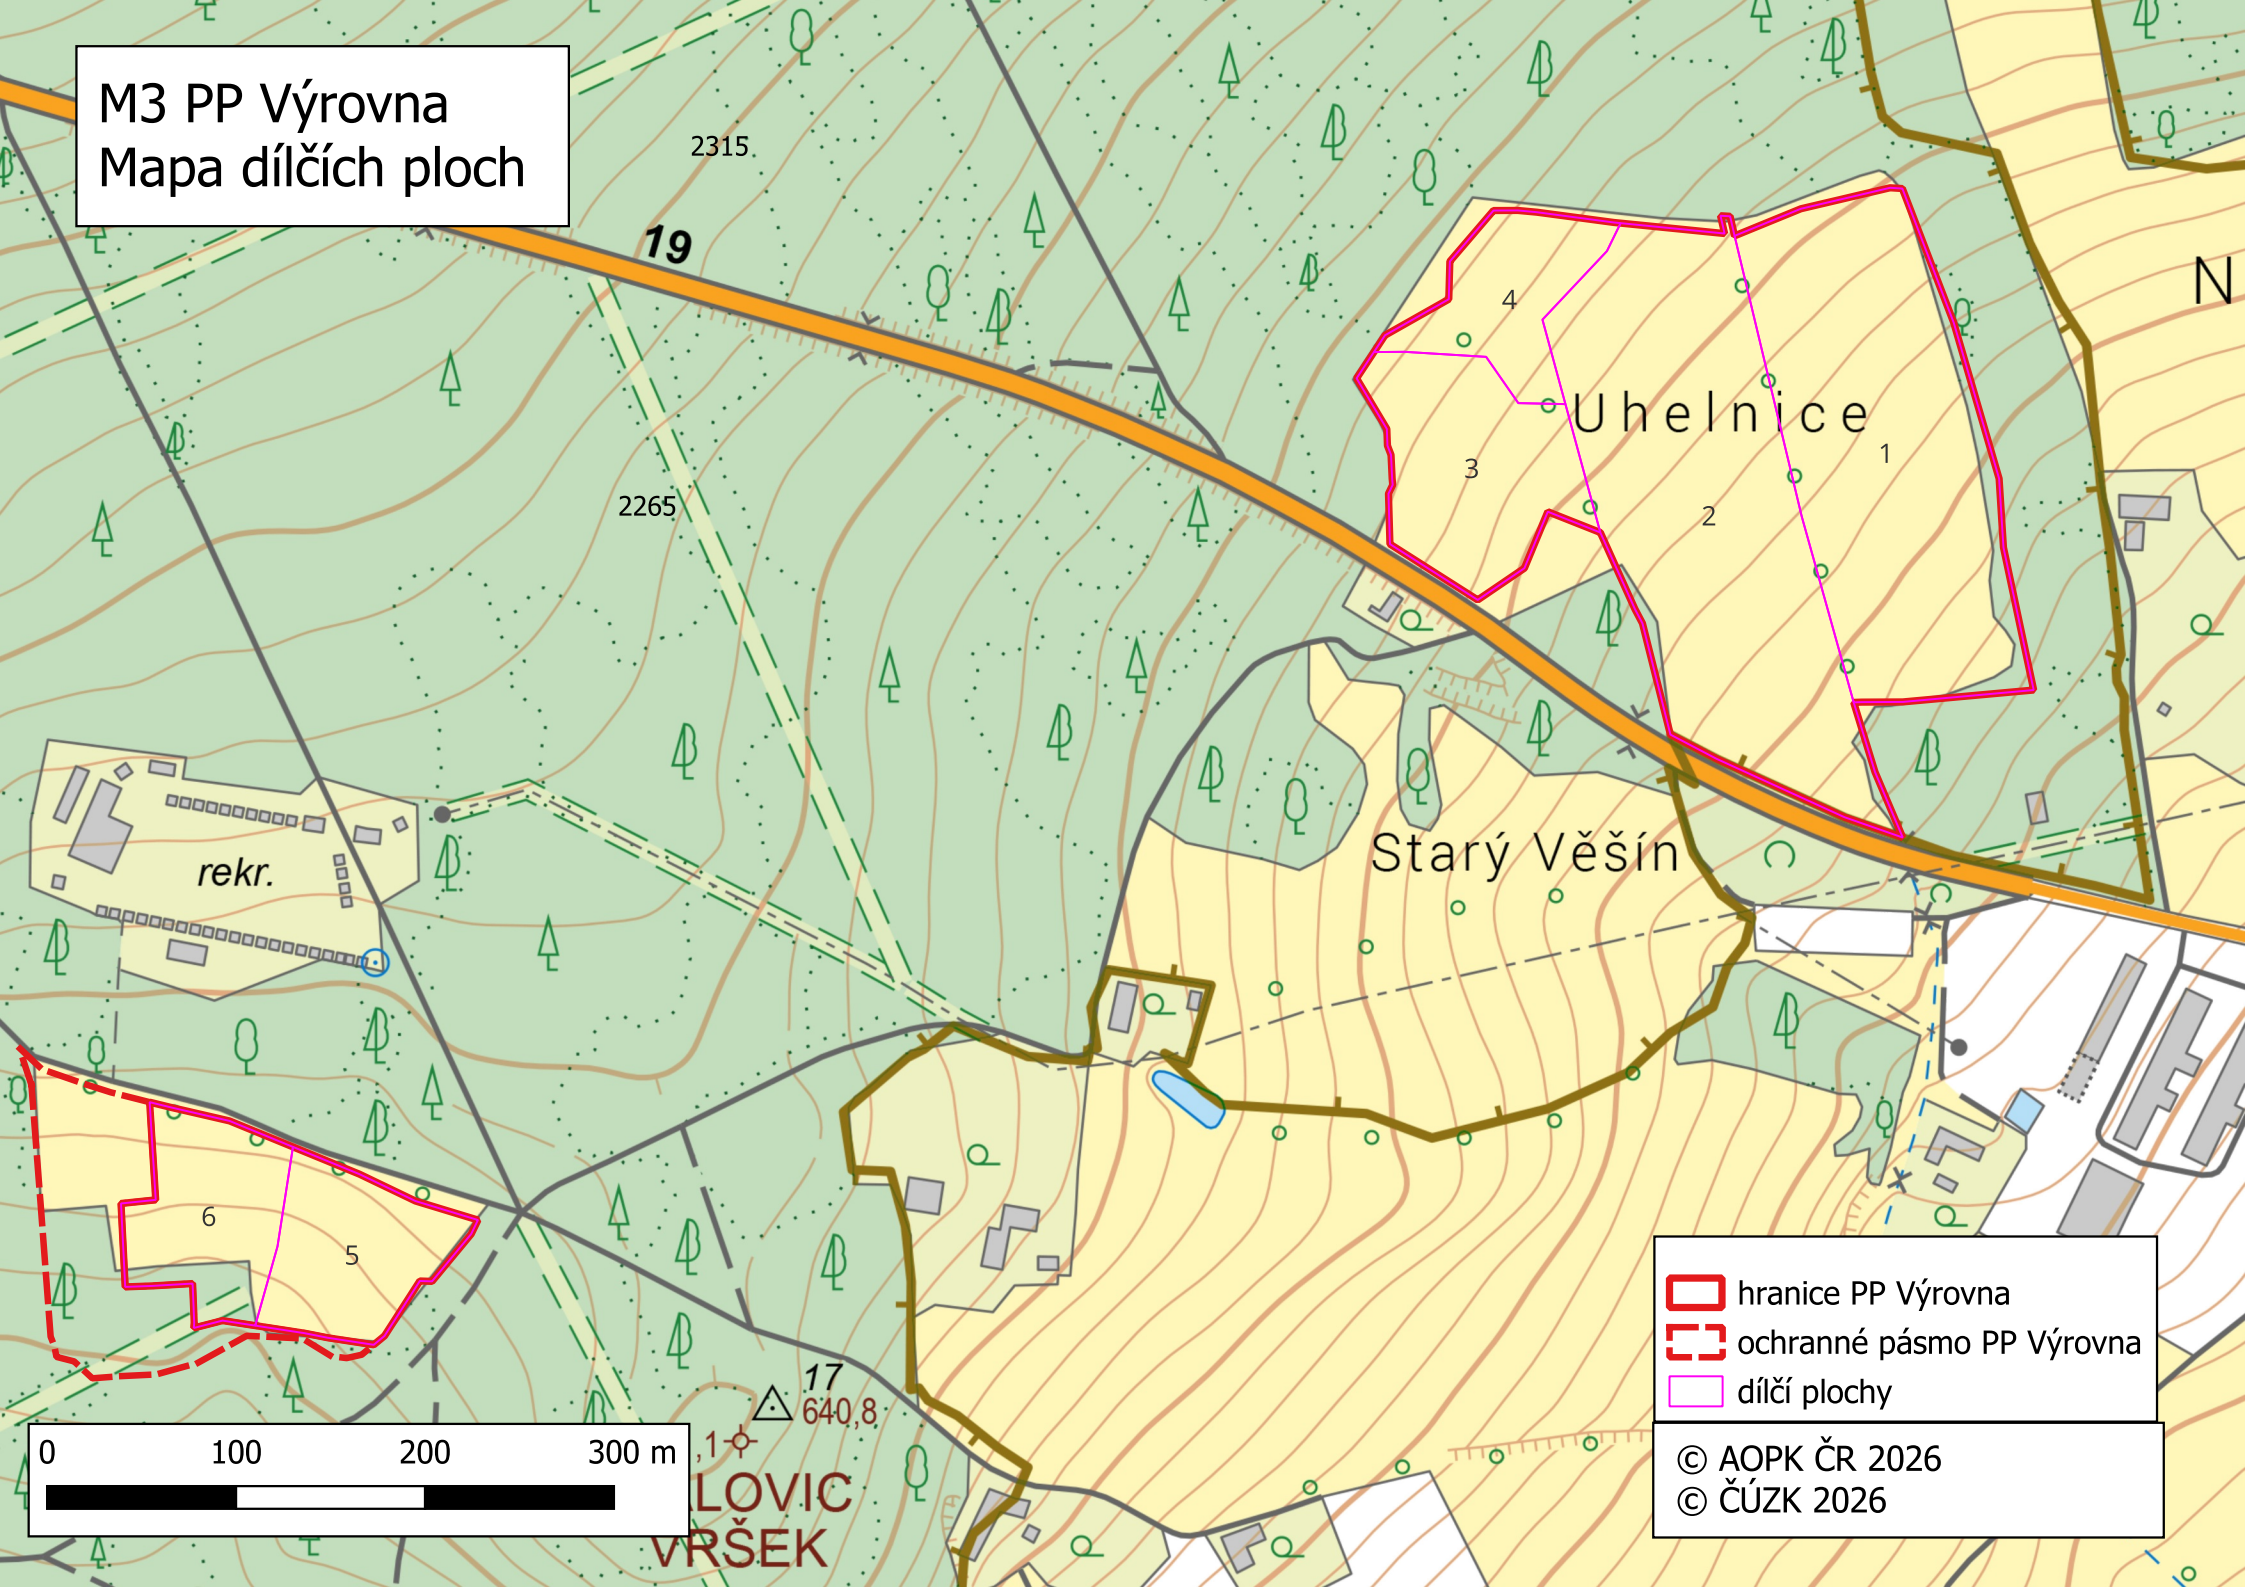 M3 PP Výrovna
Mapa dílčích ploch
2315
19
N
4
Uhelnice
1
3
2265
2
Starý Věšín
rekr.
6
5
hranice PP Výrovna
ochranné pásmo PP Výrovna
dílčí plochy
17
640,8
,1
0 100 200 300 m
© AOPK ČR 2026
© ČÚZK 2026
LOVIC
VRŠEK